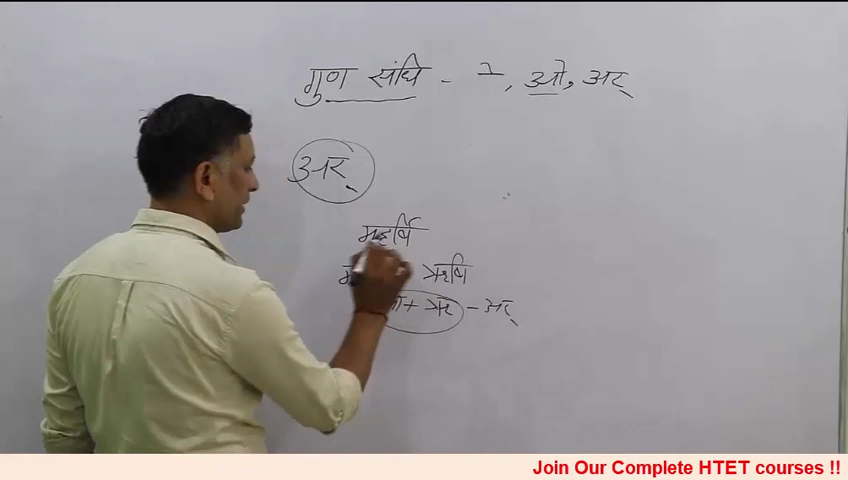 गुण संधि - े, ओ, अर्
अर्
महर्षि
ऋषि
+ ऋ - अर्
Join Our Complete HTET courses !!